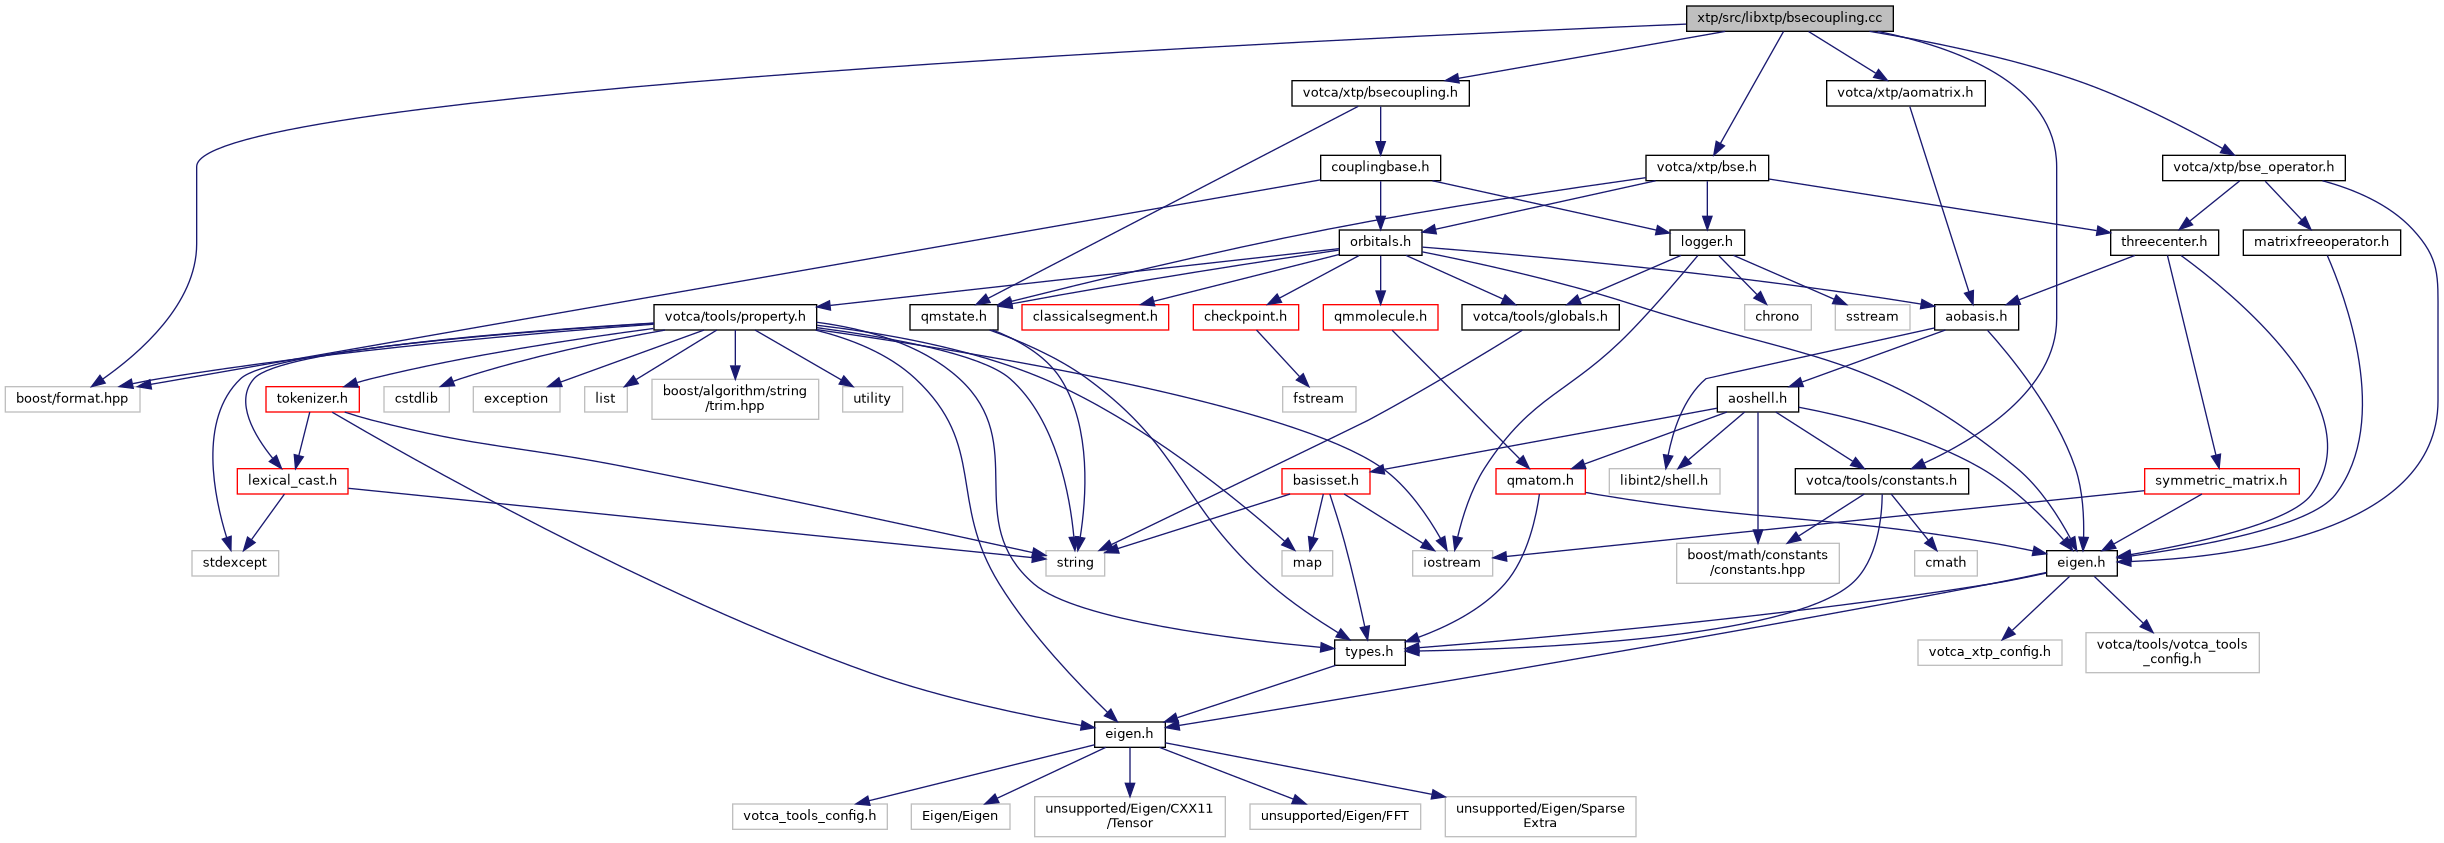 xtp/src/libxtp/bsecoupling.cc
votca/xtp/bsecoupling.h
votca/xtp/aomatrix.h
couplingbase.h
votca/xtp/bse.h
votca/xtp/bse_operator.h
orbitals.h
logger.h
threecenter.h
matrixfreeoperator.h
votca/tools/property.h
qmstate.h
classicalsegment.h
checkpoint.h
qmmolecule.h
votca/tools/globals.h
chrono
sstream
aobasis.h
boost/format.hpp
tokenizer.h
cstdlib
exception
list
boost/algorithm/string
/trim.hpp
utility
fstream
aoshell.h
lexical_cast.h
basisset.h
qmatom.h
libint2/shell.h
votca/tools/constants.h
symmetric_matrix.h
stdexcept
string
map
iostream
boost/math/constants
/constants.hpp
cmath
eigen.h
types.h
votca_xtp_config.h
votca/tools/votca_tools
_config.h
eigen.h
votca_tools_config.h
Eigen/Eigen
unsupported/Eigen/CXX11
/Tensor
unsupported/Eigen/FFT
unsupported/Eigen/Sparse
Extra